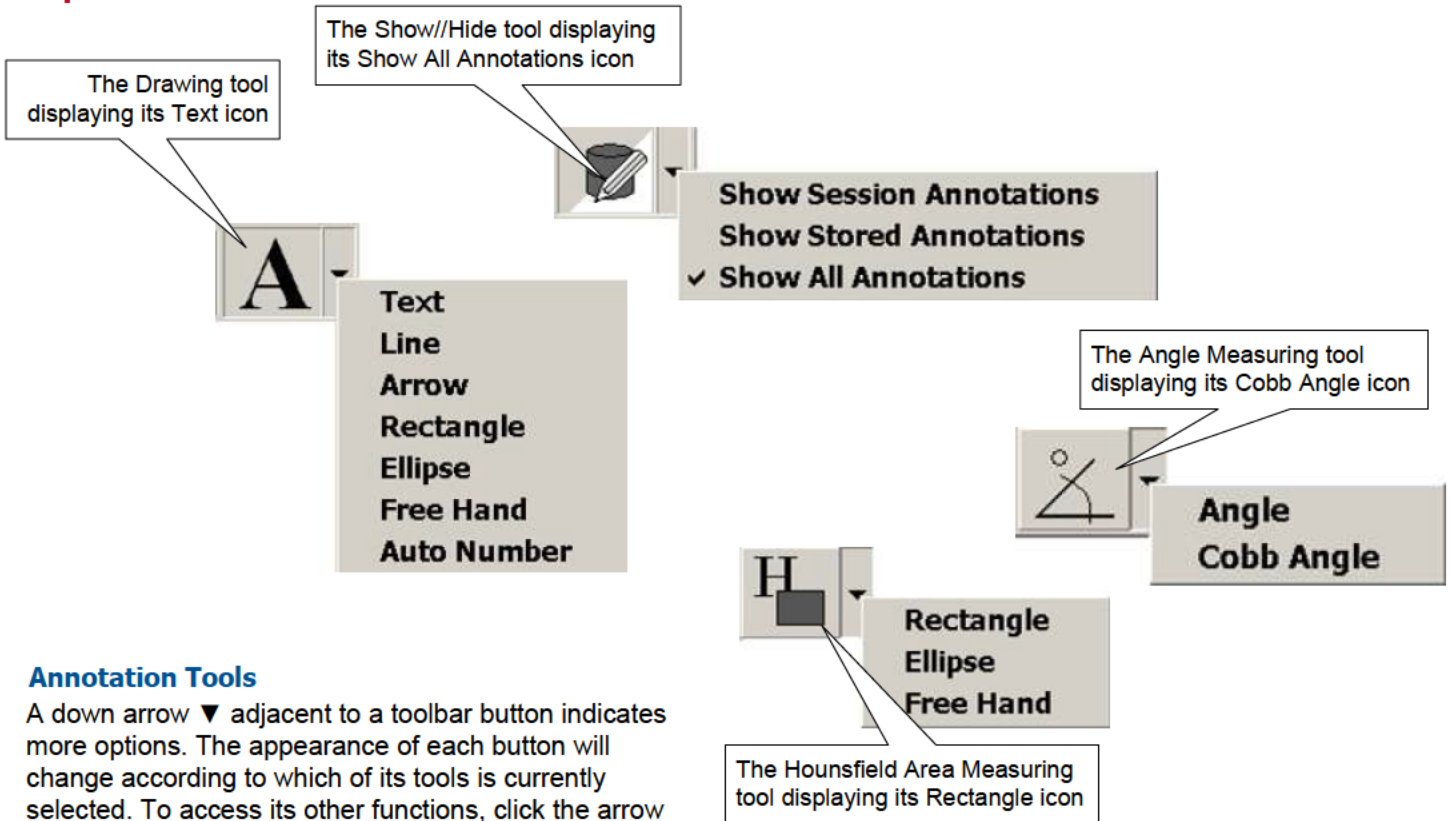 The Show//Hide tool displaying
its Show All Annotations icon
The Drawing tool
displaying its Text icon
Show Session Annotations
Show Stored Annotations
✓ Show All Annotations
A
Text
Line
Arrow
Rectangle
Ellipse
Free Hand
Auto Number
The Angle Measuring tool
displaying its Cobb Angle icon
Angle
Cobb Angle
H
Rectangle
Ellipse
Free Hand
The Hounsfield Area Measuring
tool displaying its Rectangle icon
Annotation Tools
A down arrow ▼ adjacent to a toolbar button indicates
more options. The appearance of each button will
change according to which of its tools is currently
selected. To access its other functions, click the arrow